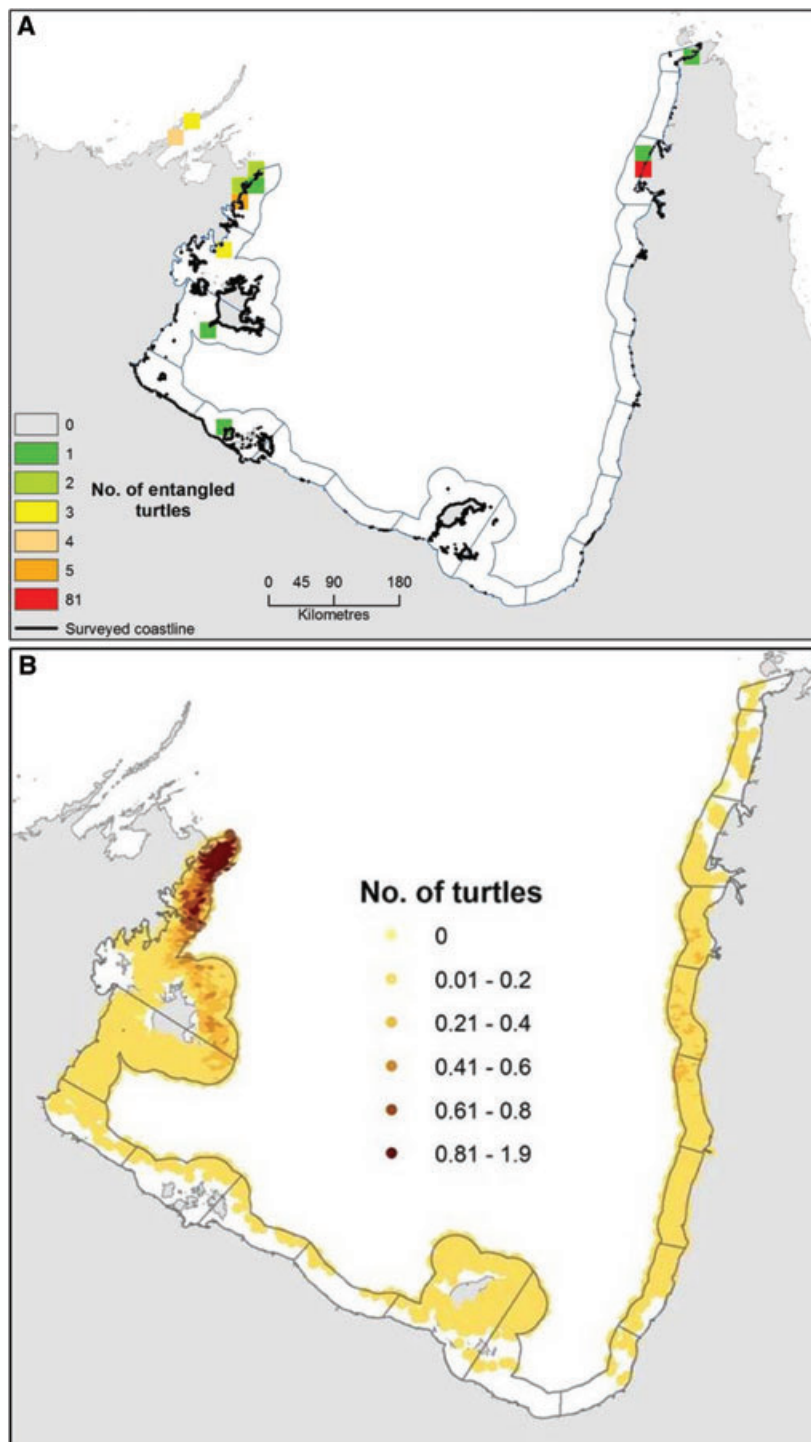 A
0
1
2
3
4
5
81
No. of entangled
turtles
Surveyed coastline
0 45 90 180
Kilometres
B
No. of turtles
0
0.01 - 0.2
0.21 - 0.4
0.41 - 0.6
0.61 - 0.8
0.81 - 1.9